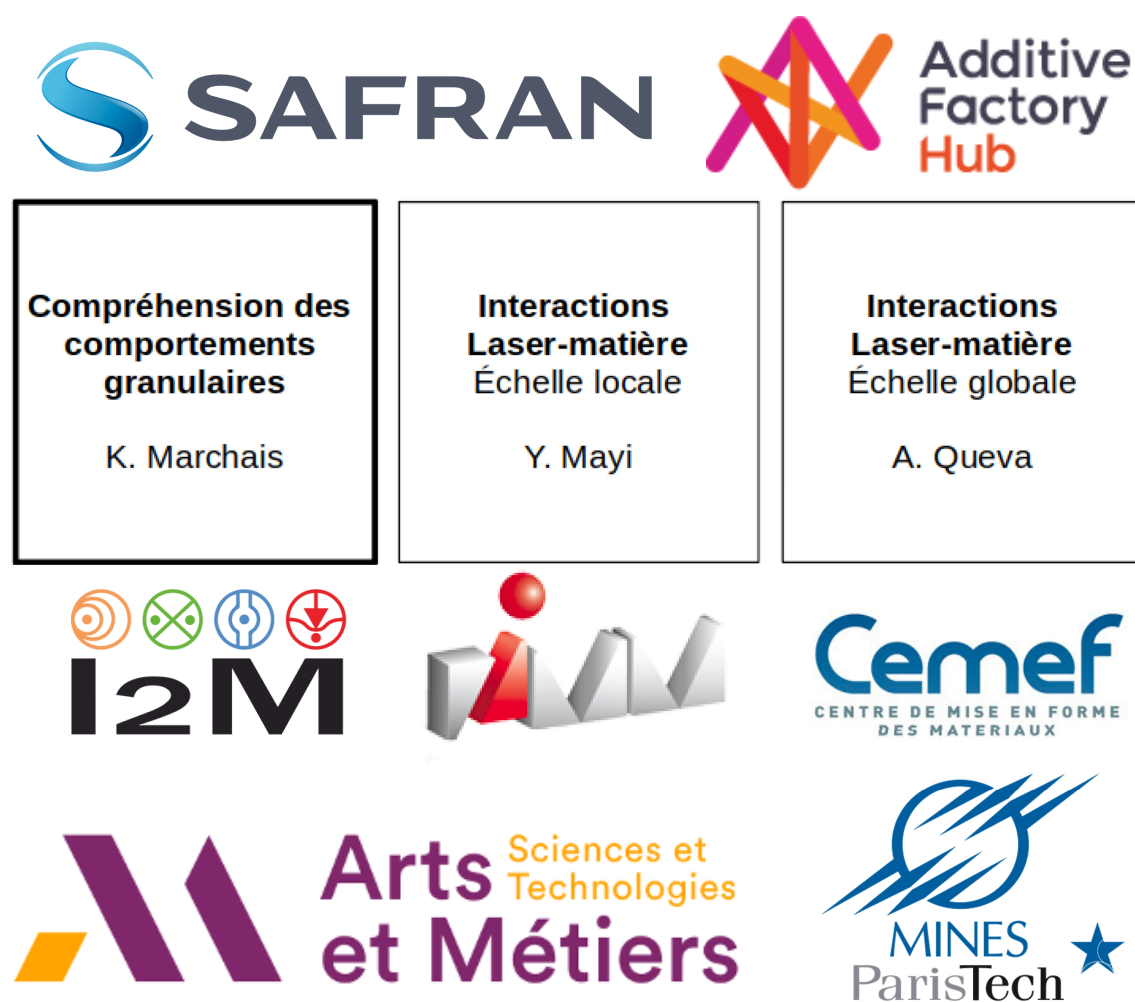 SAFRAN
Additive
Factory
Hub
Compréhension des
comportements
granulaires
K. Marchais
Interactions
Laser-matière
Échelle locale
Y. Mayi
Interactions
Laser-matière
Échelle globale
A. Queva
I2M
PIMM
Cemef
CENTRE DE MISE EN FORME
DES MATERIAUX
Arts
et Métiers
Sciences et
Technologies
MINES
ParisTech